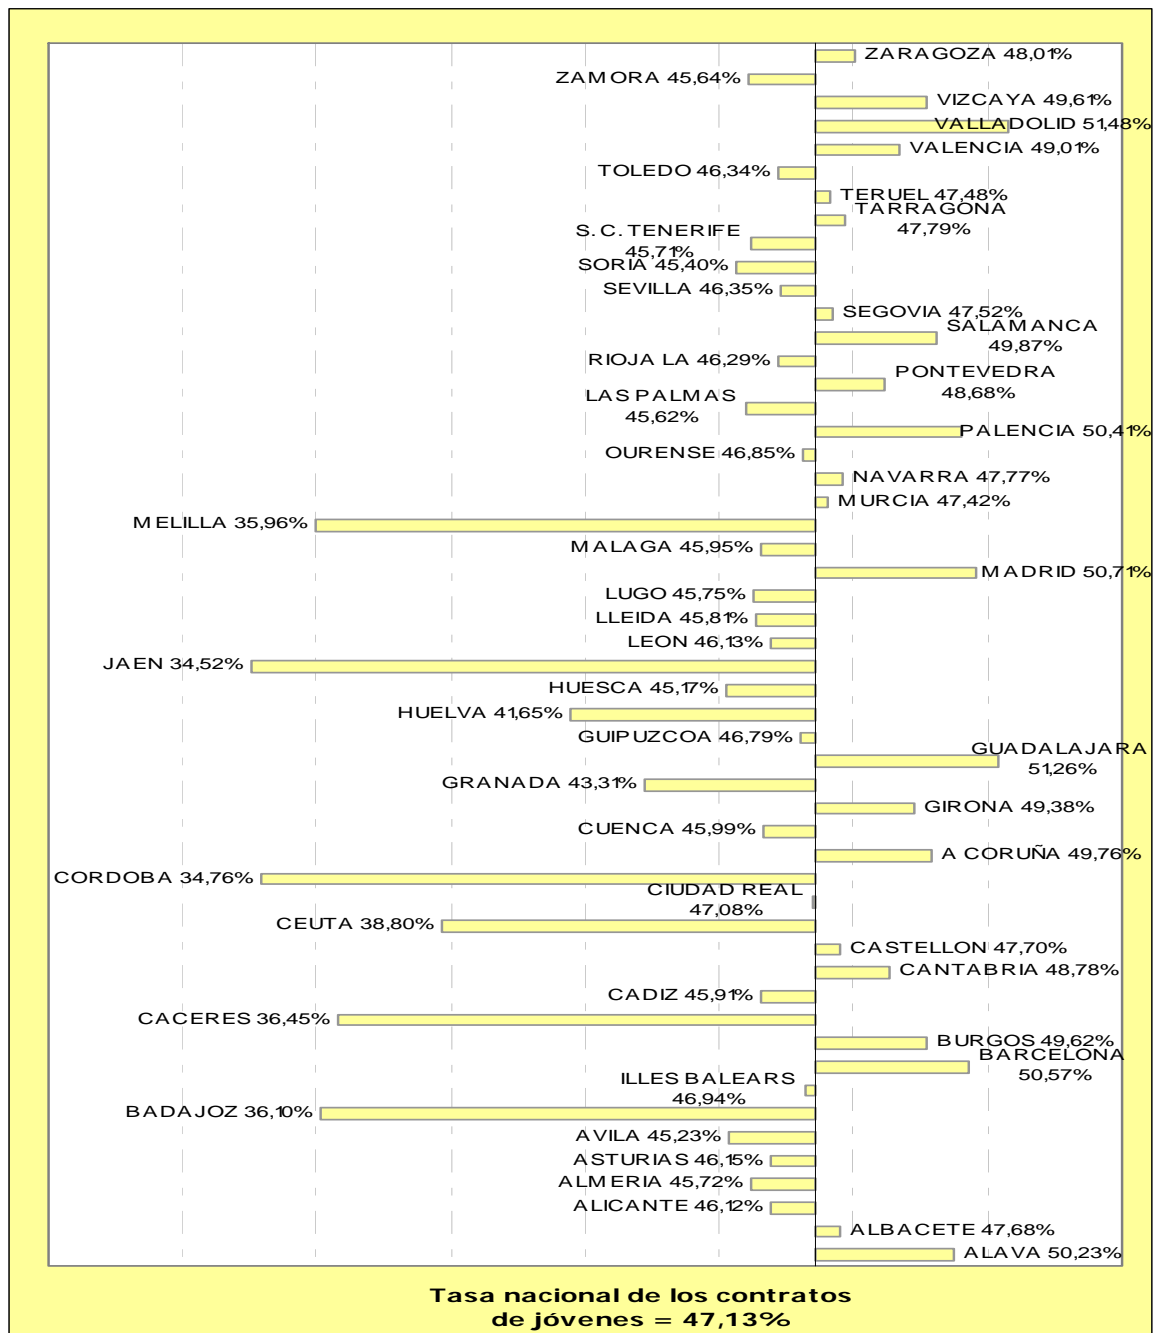 ZARAGOZA 48,01%
ZAMORA 45,64%
VIZCAYA 49,61%
VALLADOLID 51,48%
VALENCIA 49,01%
TOLEDO 46,34%
TERUEL 47,48%
TARRAGONA
47,79%
S.C.TENERIFE
45,71%
SORIA 45,40%
SEVILLA 46,35%
SEGOVIA 47,52%
SALAMANCA
49,87%
RIOJA LA 46,29%
PONTEVEDRA
48,68%
LAS PALMAS
45,62%
PALENCIA 50,41%
OURENSE 46,85%
NAVARRA 47,77%
MURCIA 47,42%
MELILLA 35,96%
MALAGA 45,95%
MADRID 50,71%
LUGO 45,75%
LLEIDA 45,81%
LEON 46,13%
JAEN 34,52%
HUESCA 45,17%
HUELVA 41,65%
GUIPUZCOA 46,79%
GUADALAJARA
51,26%
GRANADA 43,31%
GIRONA 49,38%
CUENCA 45,99%
A CORUÑA 49,76%
CORDOBA 34,76%
CIUDAD REAL
47,08%
CEUTA 38,80%
CASTELLON 47,70%
CANTABRIA 48,78%
CADIZ 45,91%
CACERES 36,45%
BURGOS 49,62%
BARCELONA
50,57%
ILLES BALEARS
46,94%
BADAJOZ 36,10%
AVILA 45,23%
ASTURIAS 46,15%
ALMERIA 45,72%
ALICANTE 46,12%
ALBACETE 47,68%
ALAVA 50,23%
Tasa nacional de los contratos
de jóvenes = 47,13%